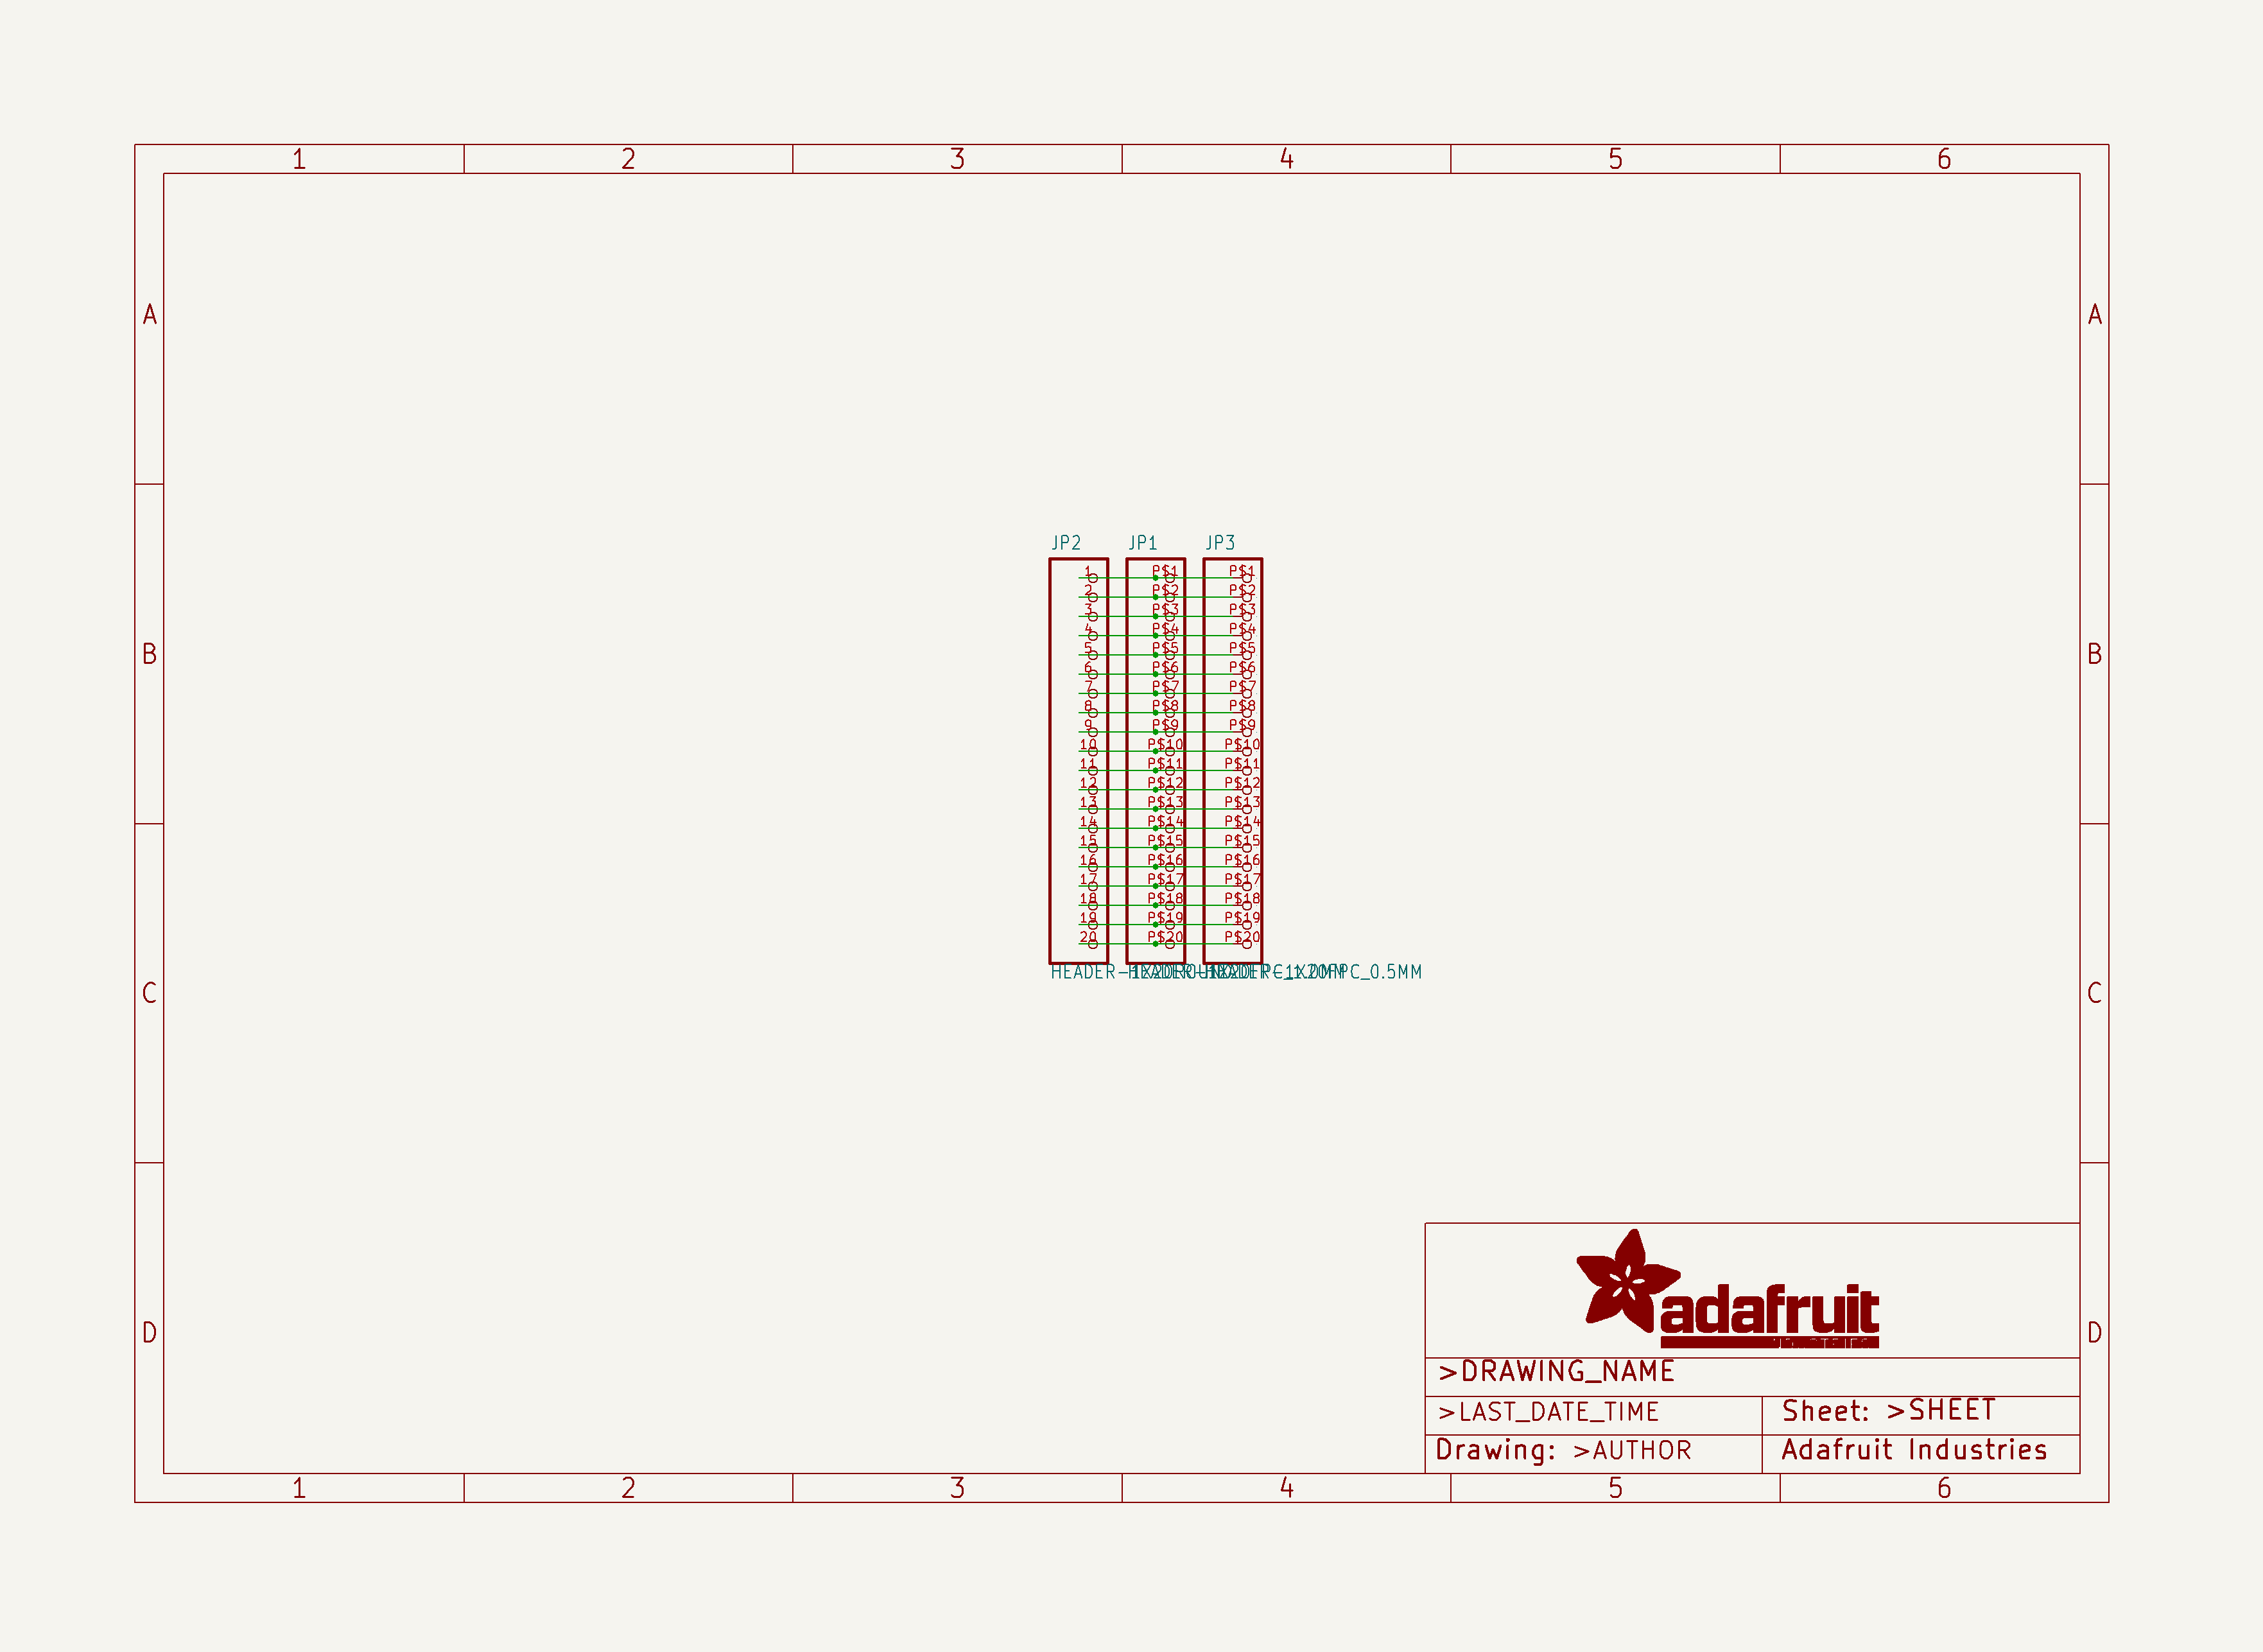 1 2 3 4 5 6
A A
JP2 JP1 JP3
1 P$1 P$1
2 P$2 P$2
3 P$3 P$3
4 P$4 P$4
5 P$5 P$5
B B
6 P$6 P$6
7 P$7 P$7
8 P$8 P$8
9 P$9 P$9
10 P$10 P$10
11 P$11 P$11
12 P$12 P$12
13 P$13 P$13
14 P$14 P$14
15 P$15 P$15
16 P$16 P$16
17 P$17 P$17
18 P$18 P$18
19 P$19 P$19
20 P$20 P$20
C C
adafruit
D D
>DRAWING_NAME
>LAST_DATE_TIME Sheet: >SHEET
Drawing: >AUTHOR Adafruit Industries
1 2 3 4 5 6